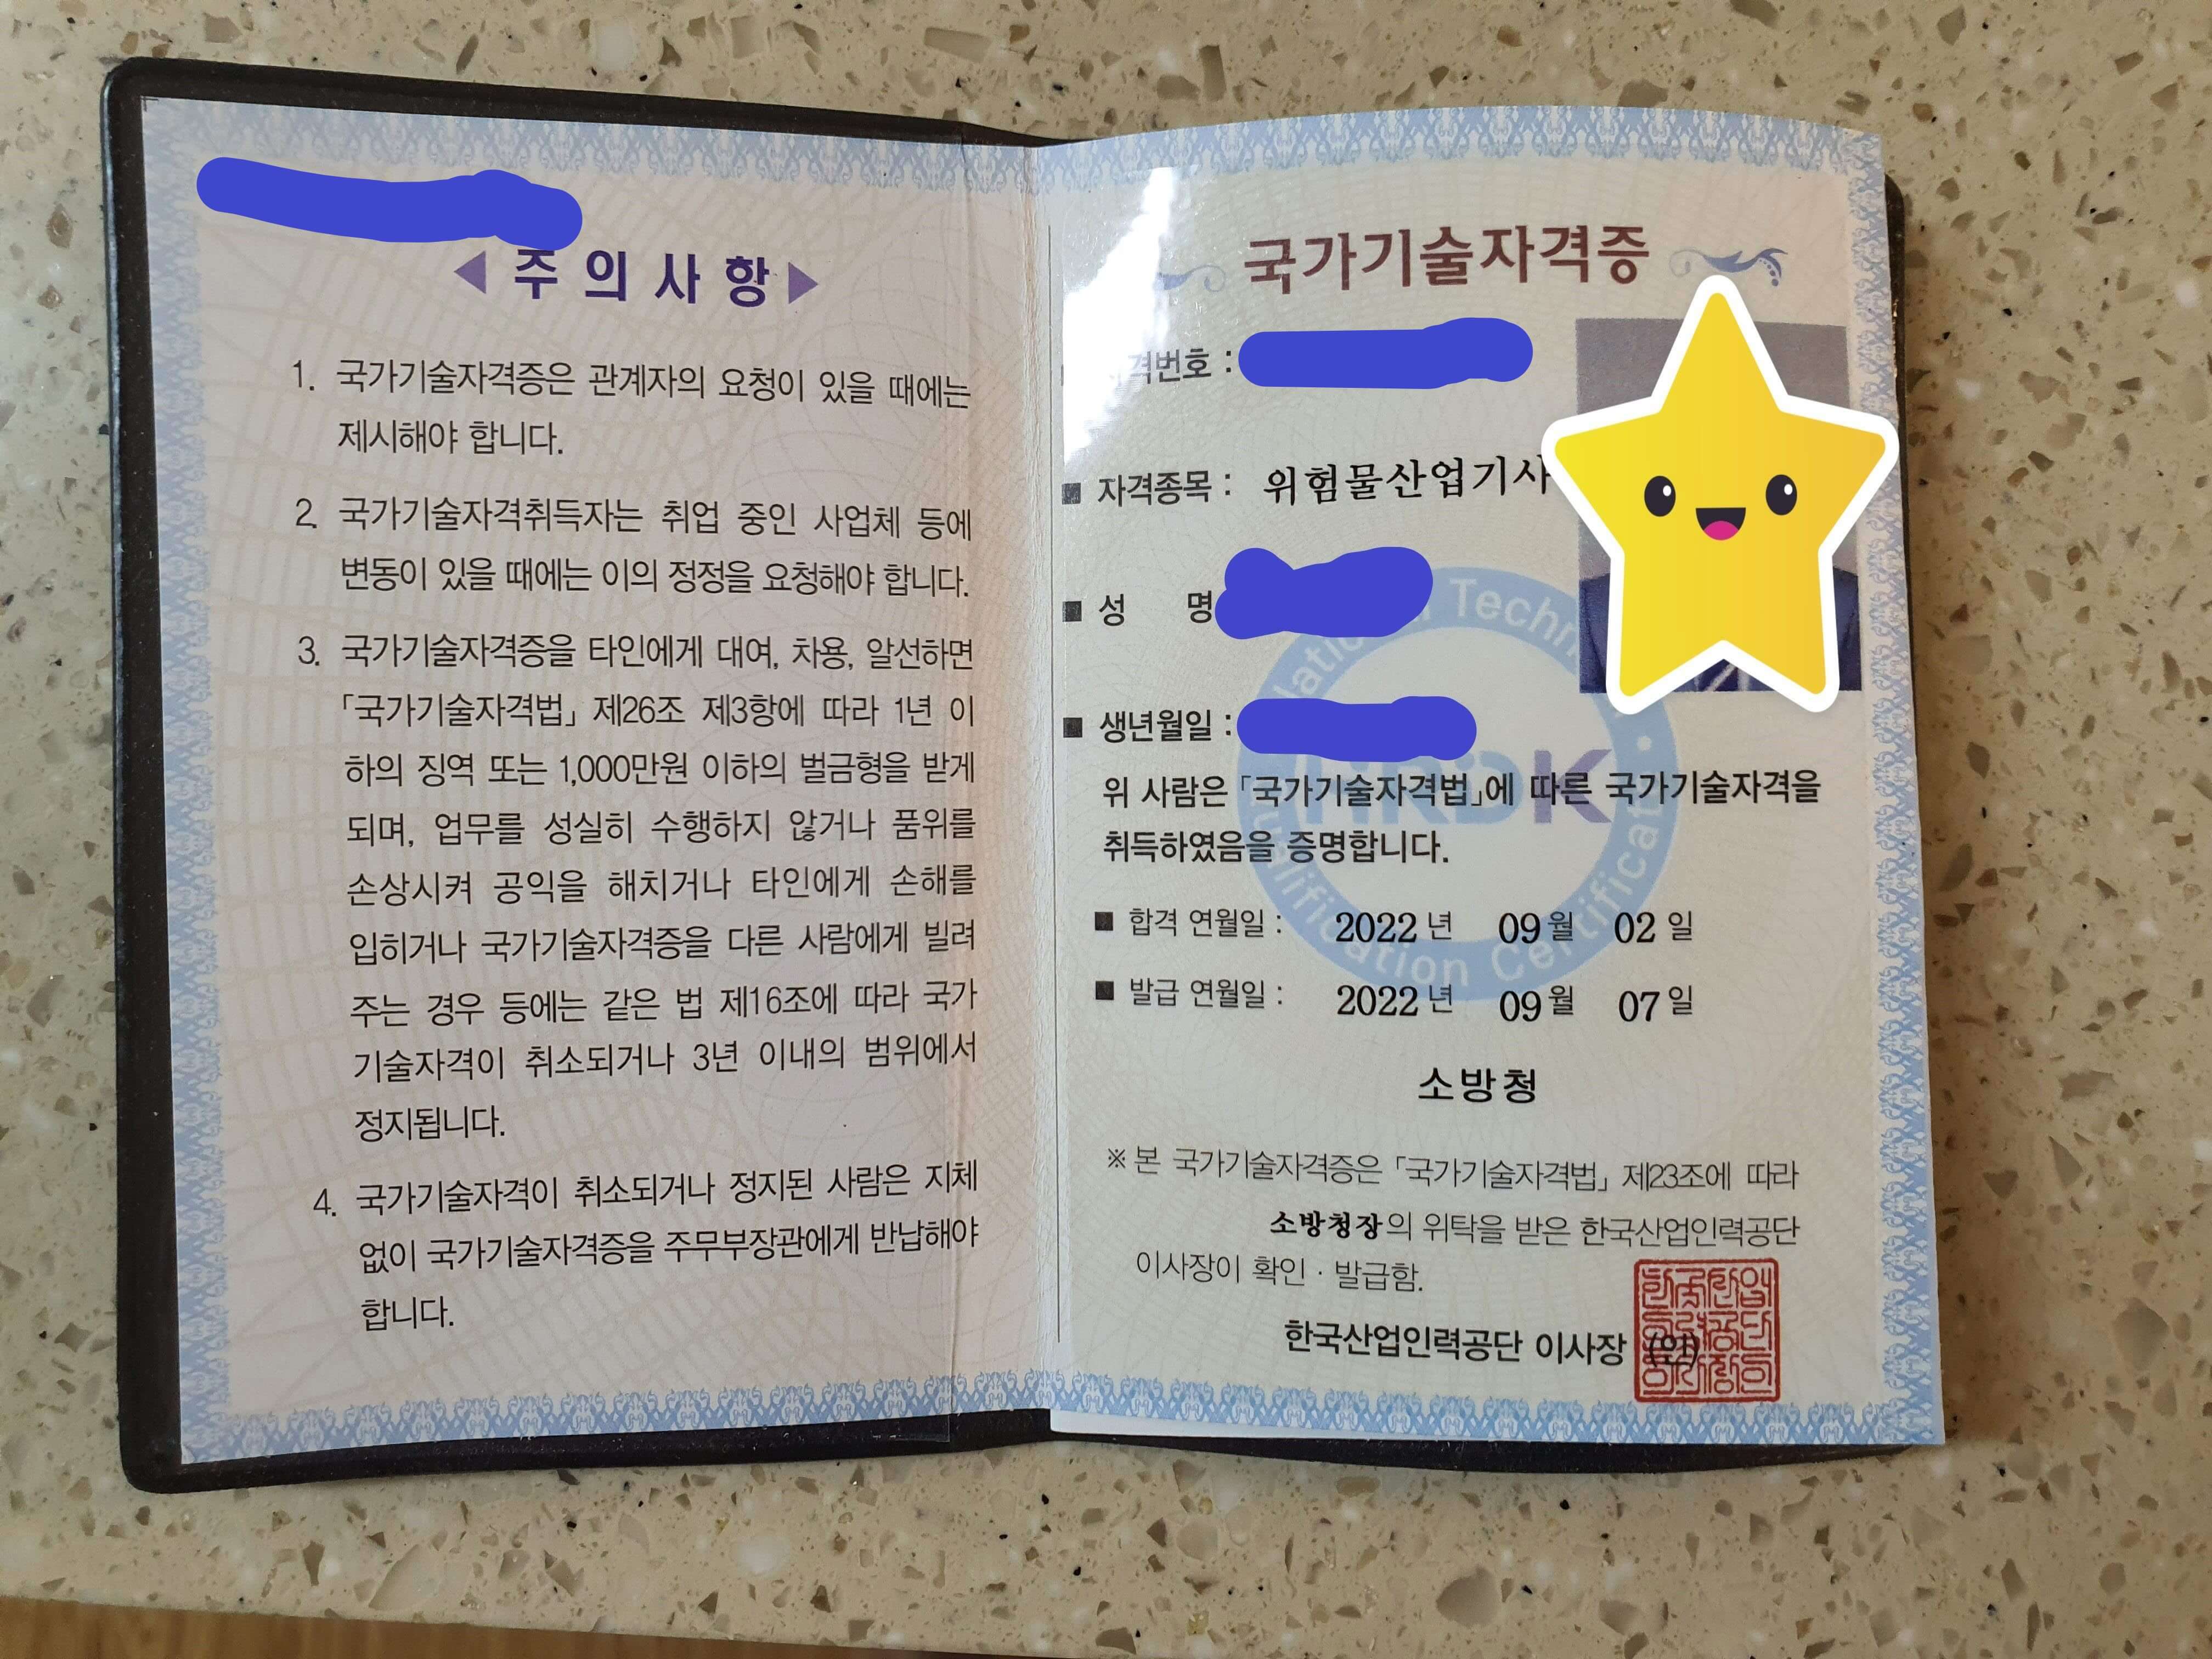 ◀ 주 의 사 항 ▶
1. 국가기술자격증은 관계자의 요청이 있을 때에는
제시해야 합니다.
2. 국가기술자격취득자는 취업 중인 사업체 등에
변동이 있을 때에는 이의 정정을 요청해야 합니다.
3. 국가기술자격증을 타인에게 대여, 차용, 알선하면
「국가기술자격법」 제26조 제3항에 따라 1년 이
하의 징역 또는 1,000만원 이하의 벌금형을 받게
되며, 업무를 성실히 수행하지 않거나 품위를
손상시켜 공익을 해치거나 타인에게 손해를
입히거나 국가기술자격증을 다른 사람에게 빌려
주는 경우 등에는 같은 법 제16조에 따라 국가
기술자격이 취소되거나 3년 이내의 범위에서
정지됩니다.
4. 국가기술자격이 취소되거나 정지된 사람은 지체
없이 국가기술자격증을 주무부장관에게 반납해야
합니다.
국가기술자격증
격번호 :
■ 자격종목 : 위험물산업기사
■ 성 명
■ 생년월일 :
위 사람은 「국가기술자격법」에 따른 국가기술자격을
취득하였음을 증명합니다.
■ 합격 연월일 : 2022 년 09 월 02 일
■ 발급 연월일 : 2022 년 09 월 07 일
소방청
※ 본 국가기술자격증은 「국가기술자격법」 제23조에 따라
소방청장의 위탁을 받은 한국산업인력공단
이사장이 확인 · 발급함.
한국산업인력공단 이사장 (인)